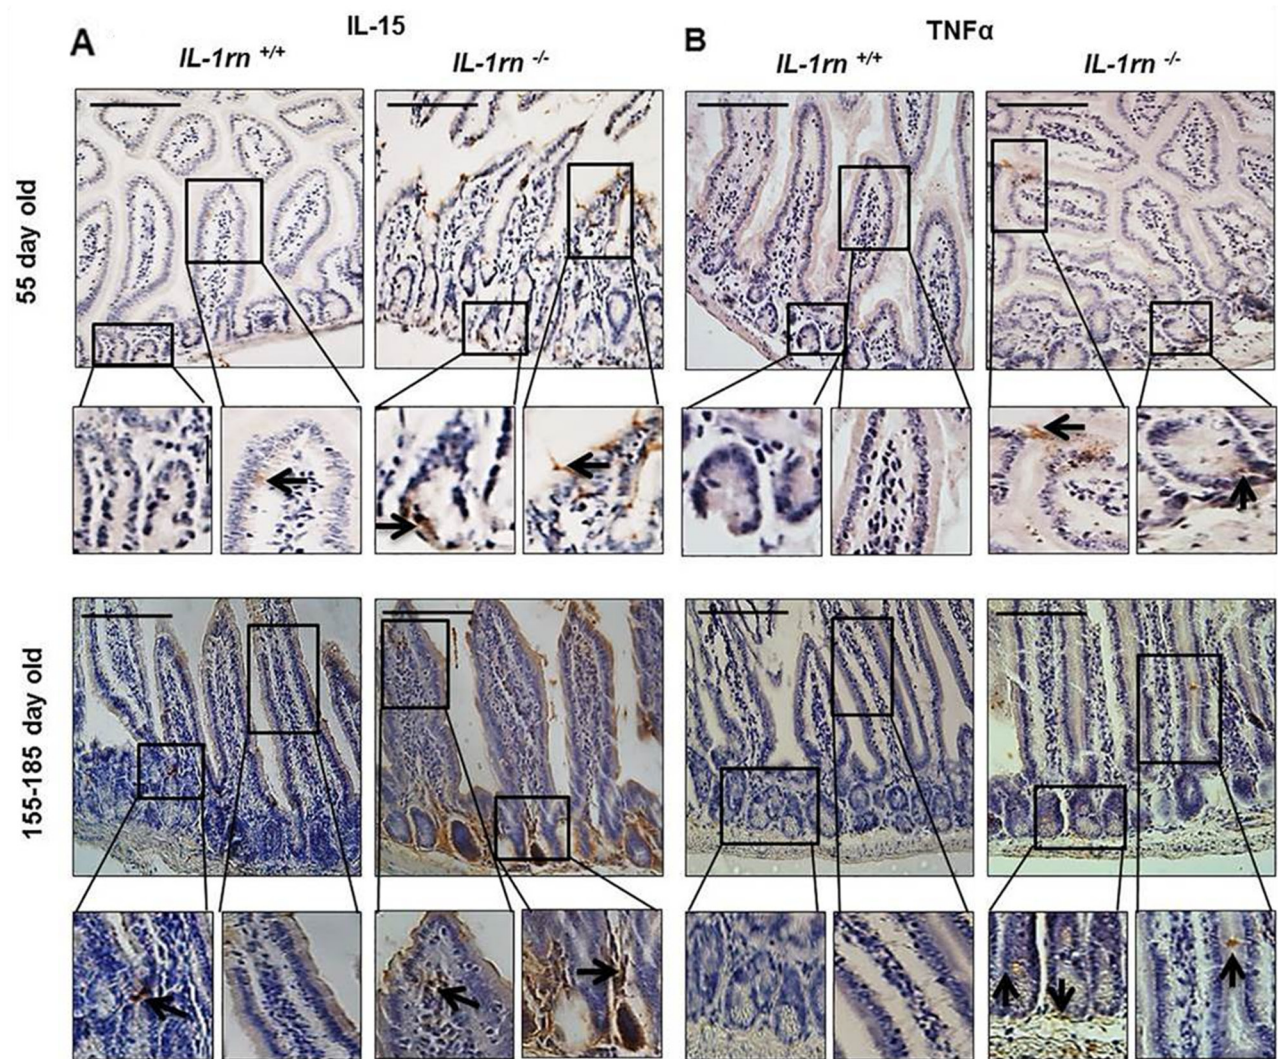 A
IL-15
IL-1rn +/+
IL-1rn -/-
B
TNFα
IL-1rn +/+
IL-1rn -/-
55 day old
155-185 day old